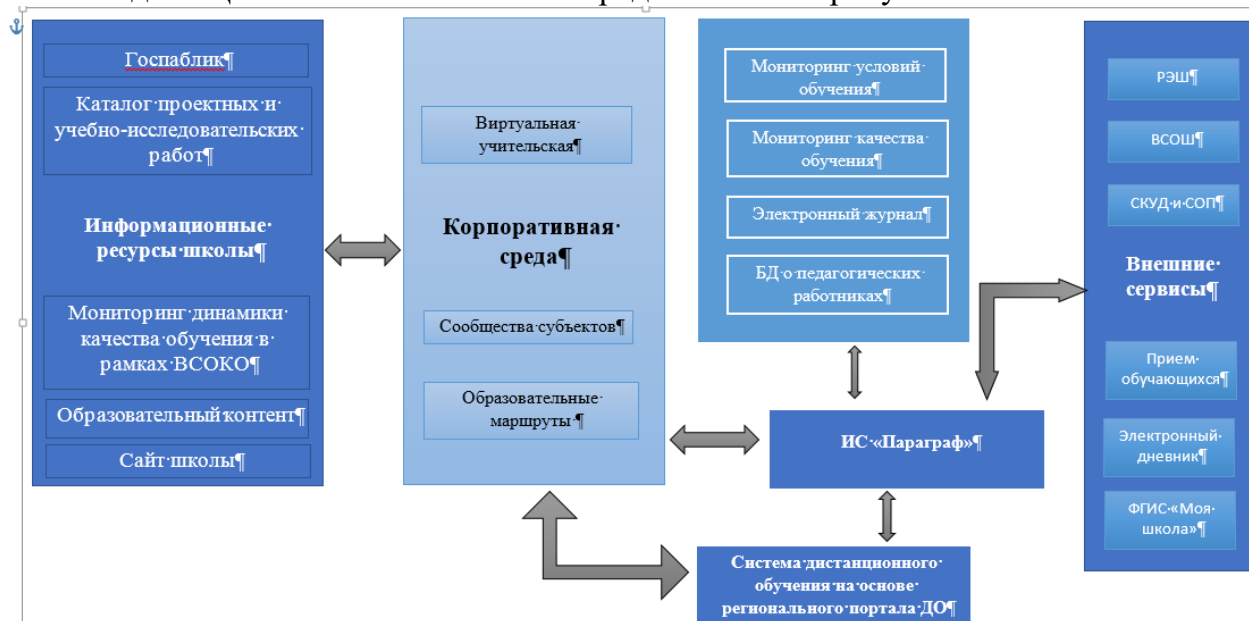 Госпаблик¶
Каталог·проектных·и·
учебно-исследовательских·
работ¶
Информационные·
ресурсы·школы¶
Мониторинг·динамики·
качества·обучения·в·
рамках·ВСОКО¶
Образовательный·контент¶
Сайт·школы¶
Виртуальная·
учительская¶
Корпоративная·
среда¶
Сообщества·субъектов¶
Образовательные·
маршруты·¶
Мониторинг·условий·
обучения¶
Мониторинг·качества·
обучения¶
Электронный·журнал¶
БД·о·педагогических·
работниках¶
ИС·«Параграф»¶
Система·дистанционного·
обучения·на·основе·
регионального·портала·ДО¶
РЭШ¶
ВСОШ¶
СКУД·и·СОП¶
Внешние·
сервисы¶
Прием·
обучающихся¶
Электронный·
дневник¶
ФГИС·«Моя·
школа»¶